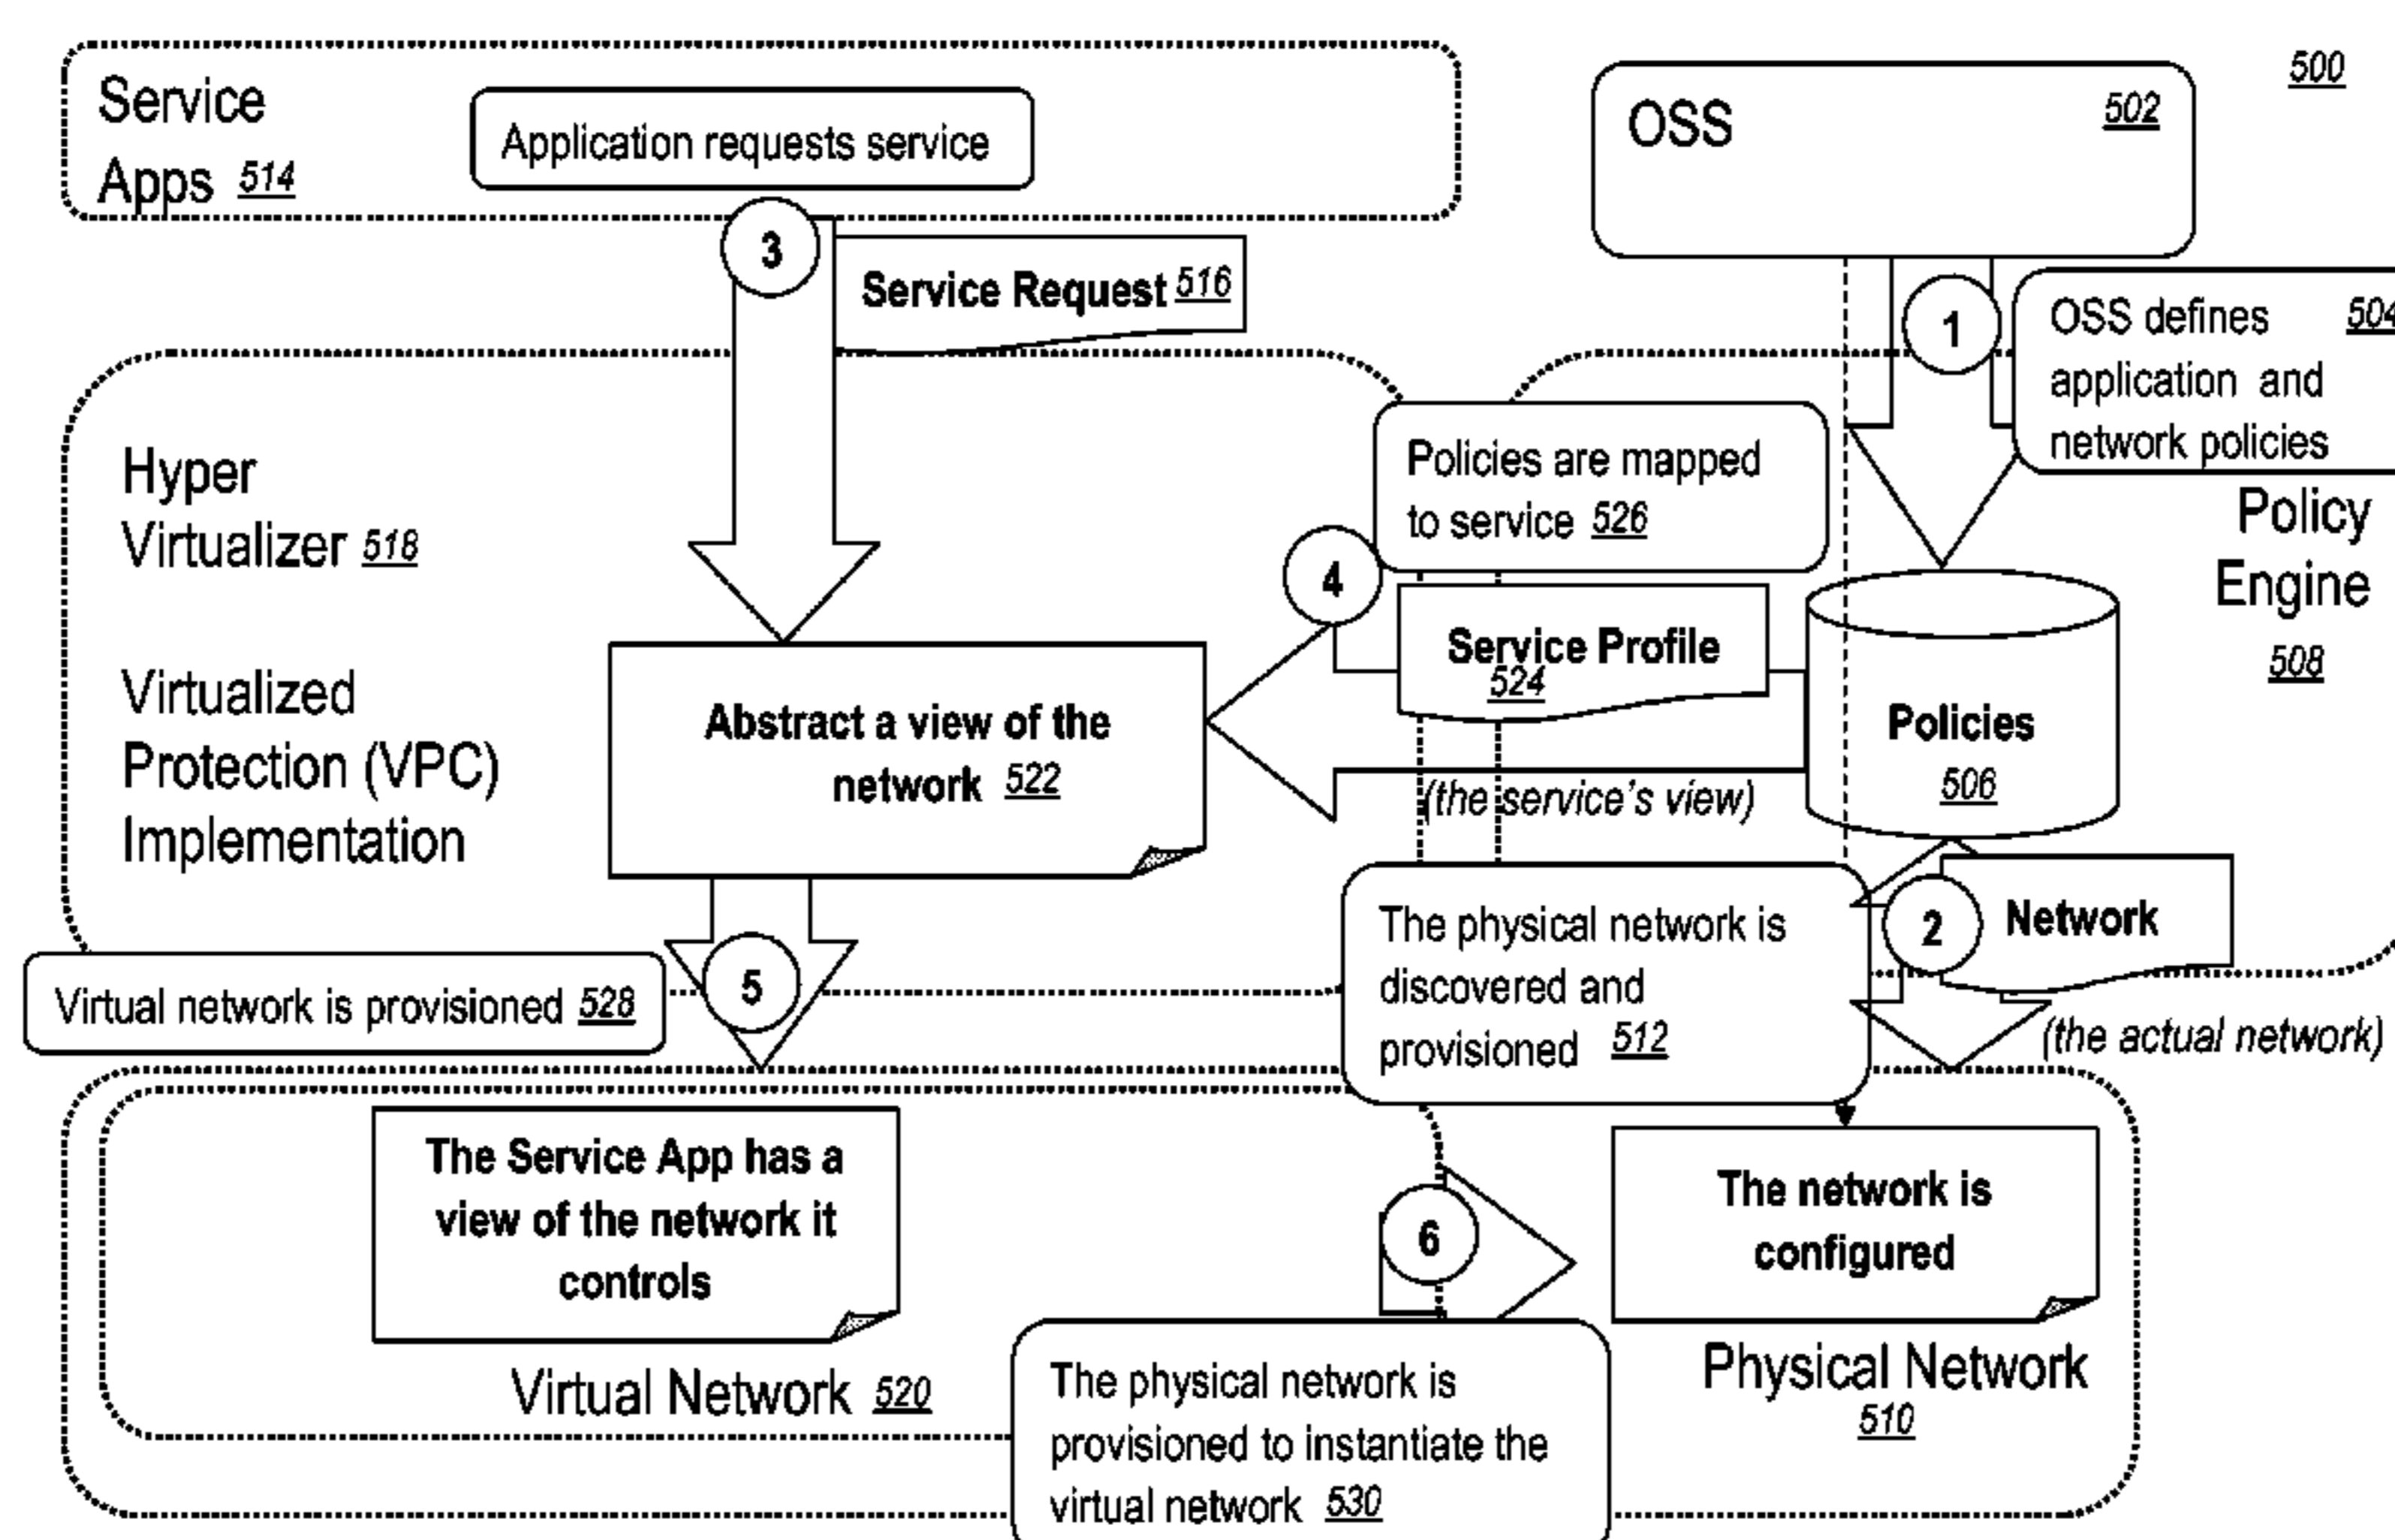 500
Service
Apps 514
Application requests service
OSS 502
3
Service Request 516
1
OSS defines 504
application and
network policies
Hyper
Virtualizer 518
Policies are mapped
to service 526
Policy
Engine
508
4
Service Profile
524
Virtualized
Protection (VPC)
Implementation
Abstract a view of the
network 522
Policies
506
(the service's view)
The physical network is
discovered and
provisioned 512
2
Network
(the actual network)
Virtual network is provisioned 528
5
The Service App has a
view of the network it
controls
6
The network is
configured
Virtual Network 520
The physical network is
provisioned to instantiate the
virtual network 530
Physical Network
510